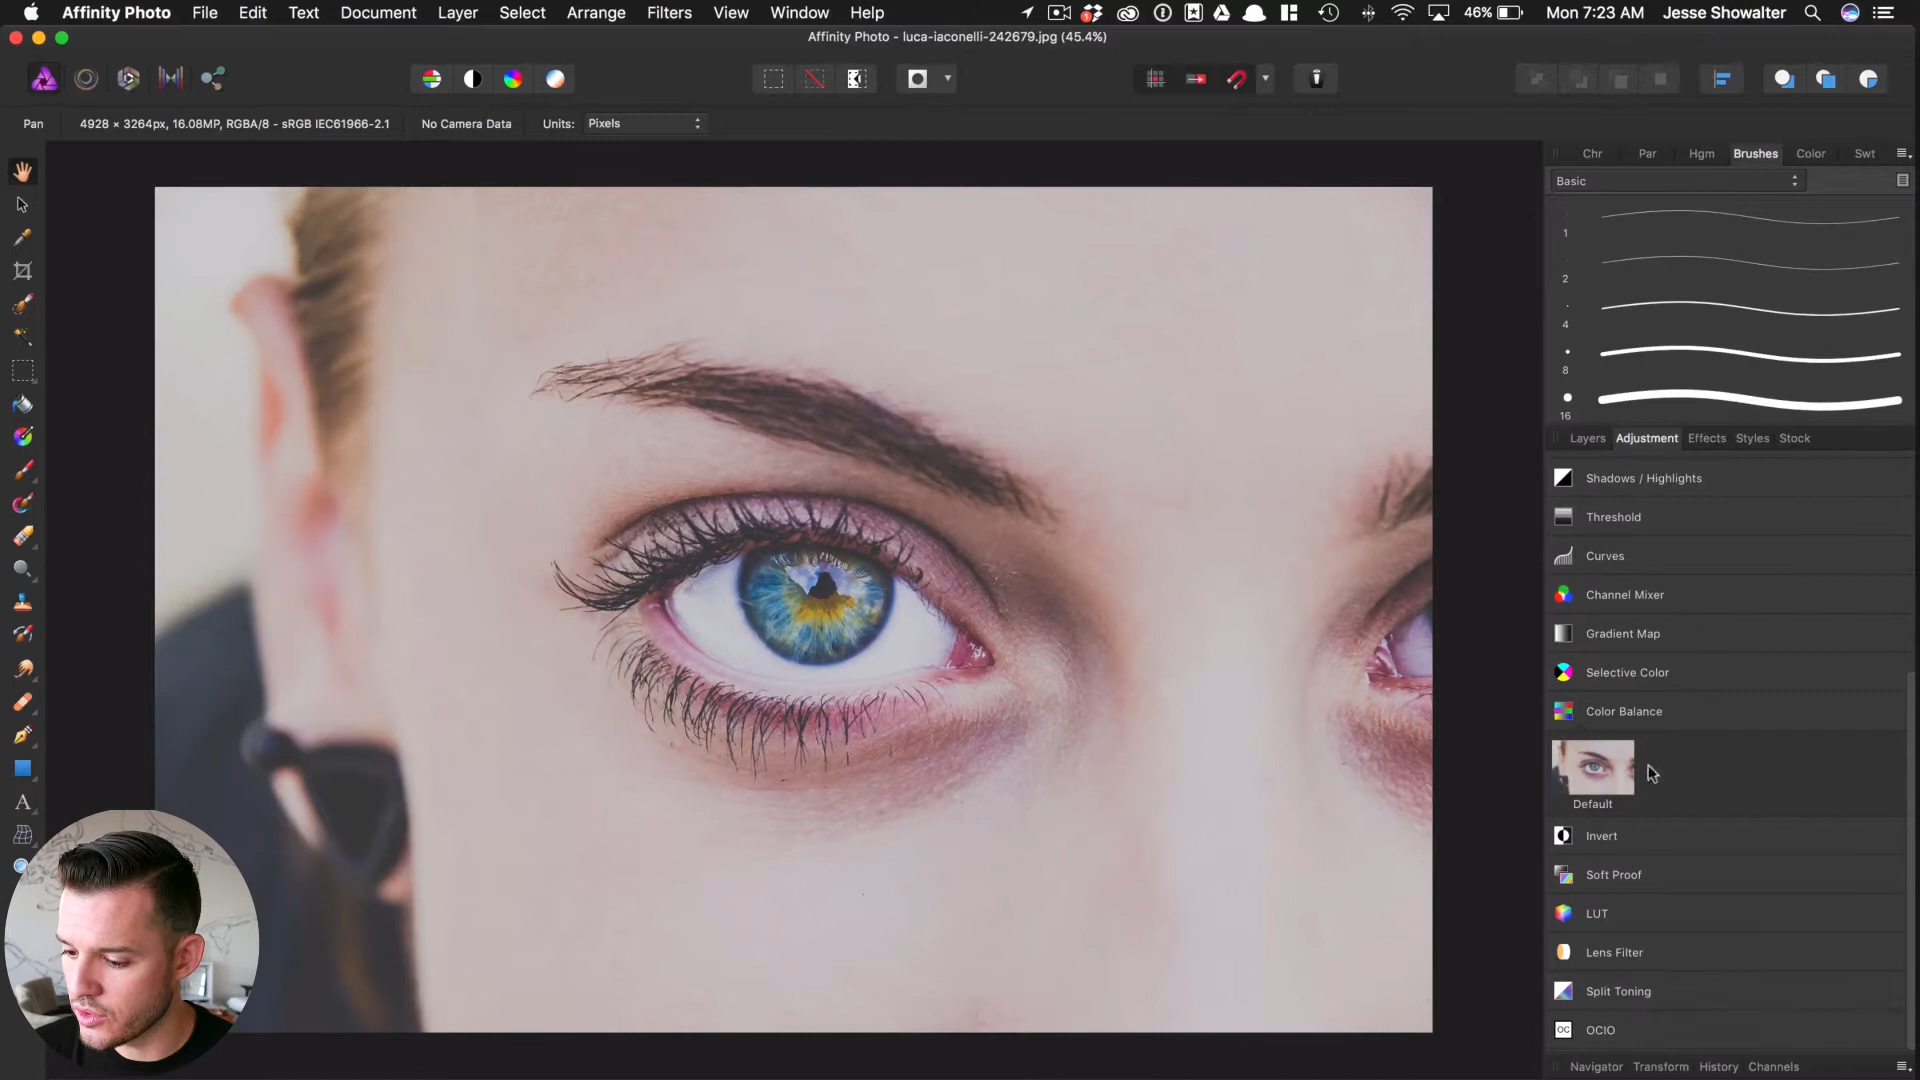 Affinity Photo File Edit Text Document Layer Select Arrange Filters View Window Help 46% Mon 7:23 AM Jesse Showalter
Affinity Photo - luca-iaconelli-242679.jpg (45.4%)
Pan 4928 × 3264px, 16.08MP, RGBA/8 - sRGB IEC61966-2.1 No Camera Data Units: Pixels
Chr Par Hgm Brushes Color Swt
Basic
1
2
4
8
16
Layers Adjustment Effects Styles Stock
Shadows / Highlights
Threshold
Curves
Channel Mixer
Gradient Map
Selective Color
Color Balance
Default
Invert
Soft Proof
LUT
Lens Filter
Split Toning
OC OCIO
Navigator Transform History Channels